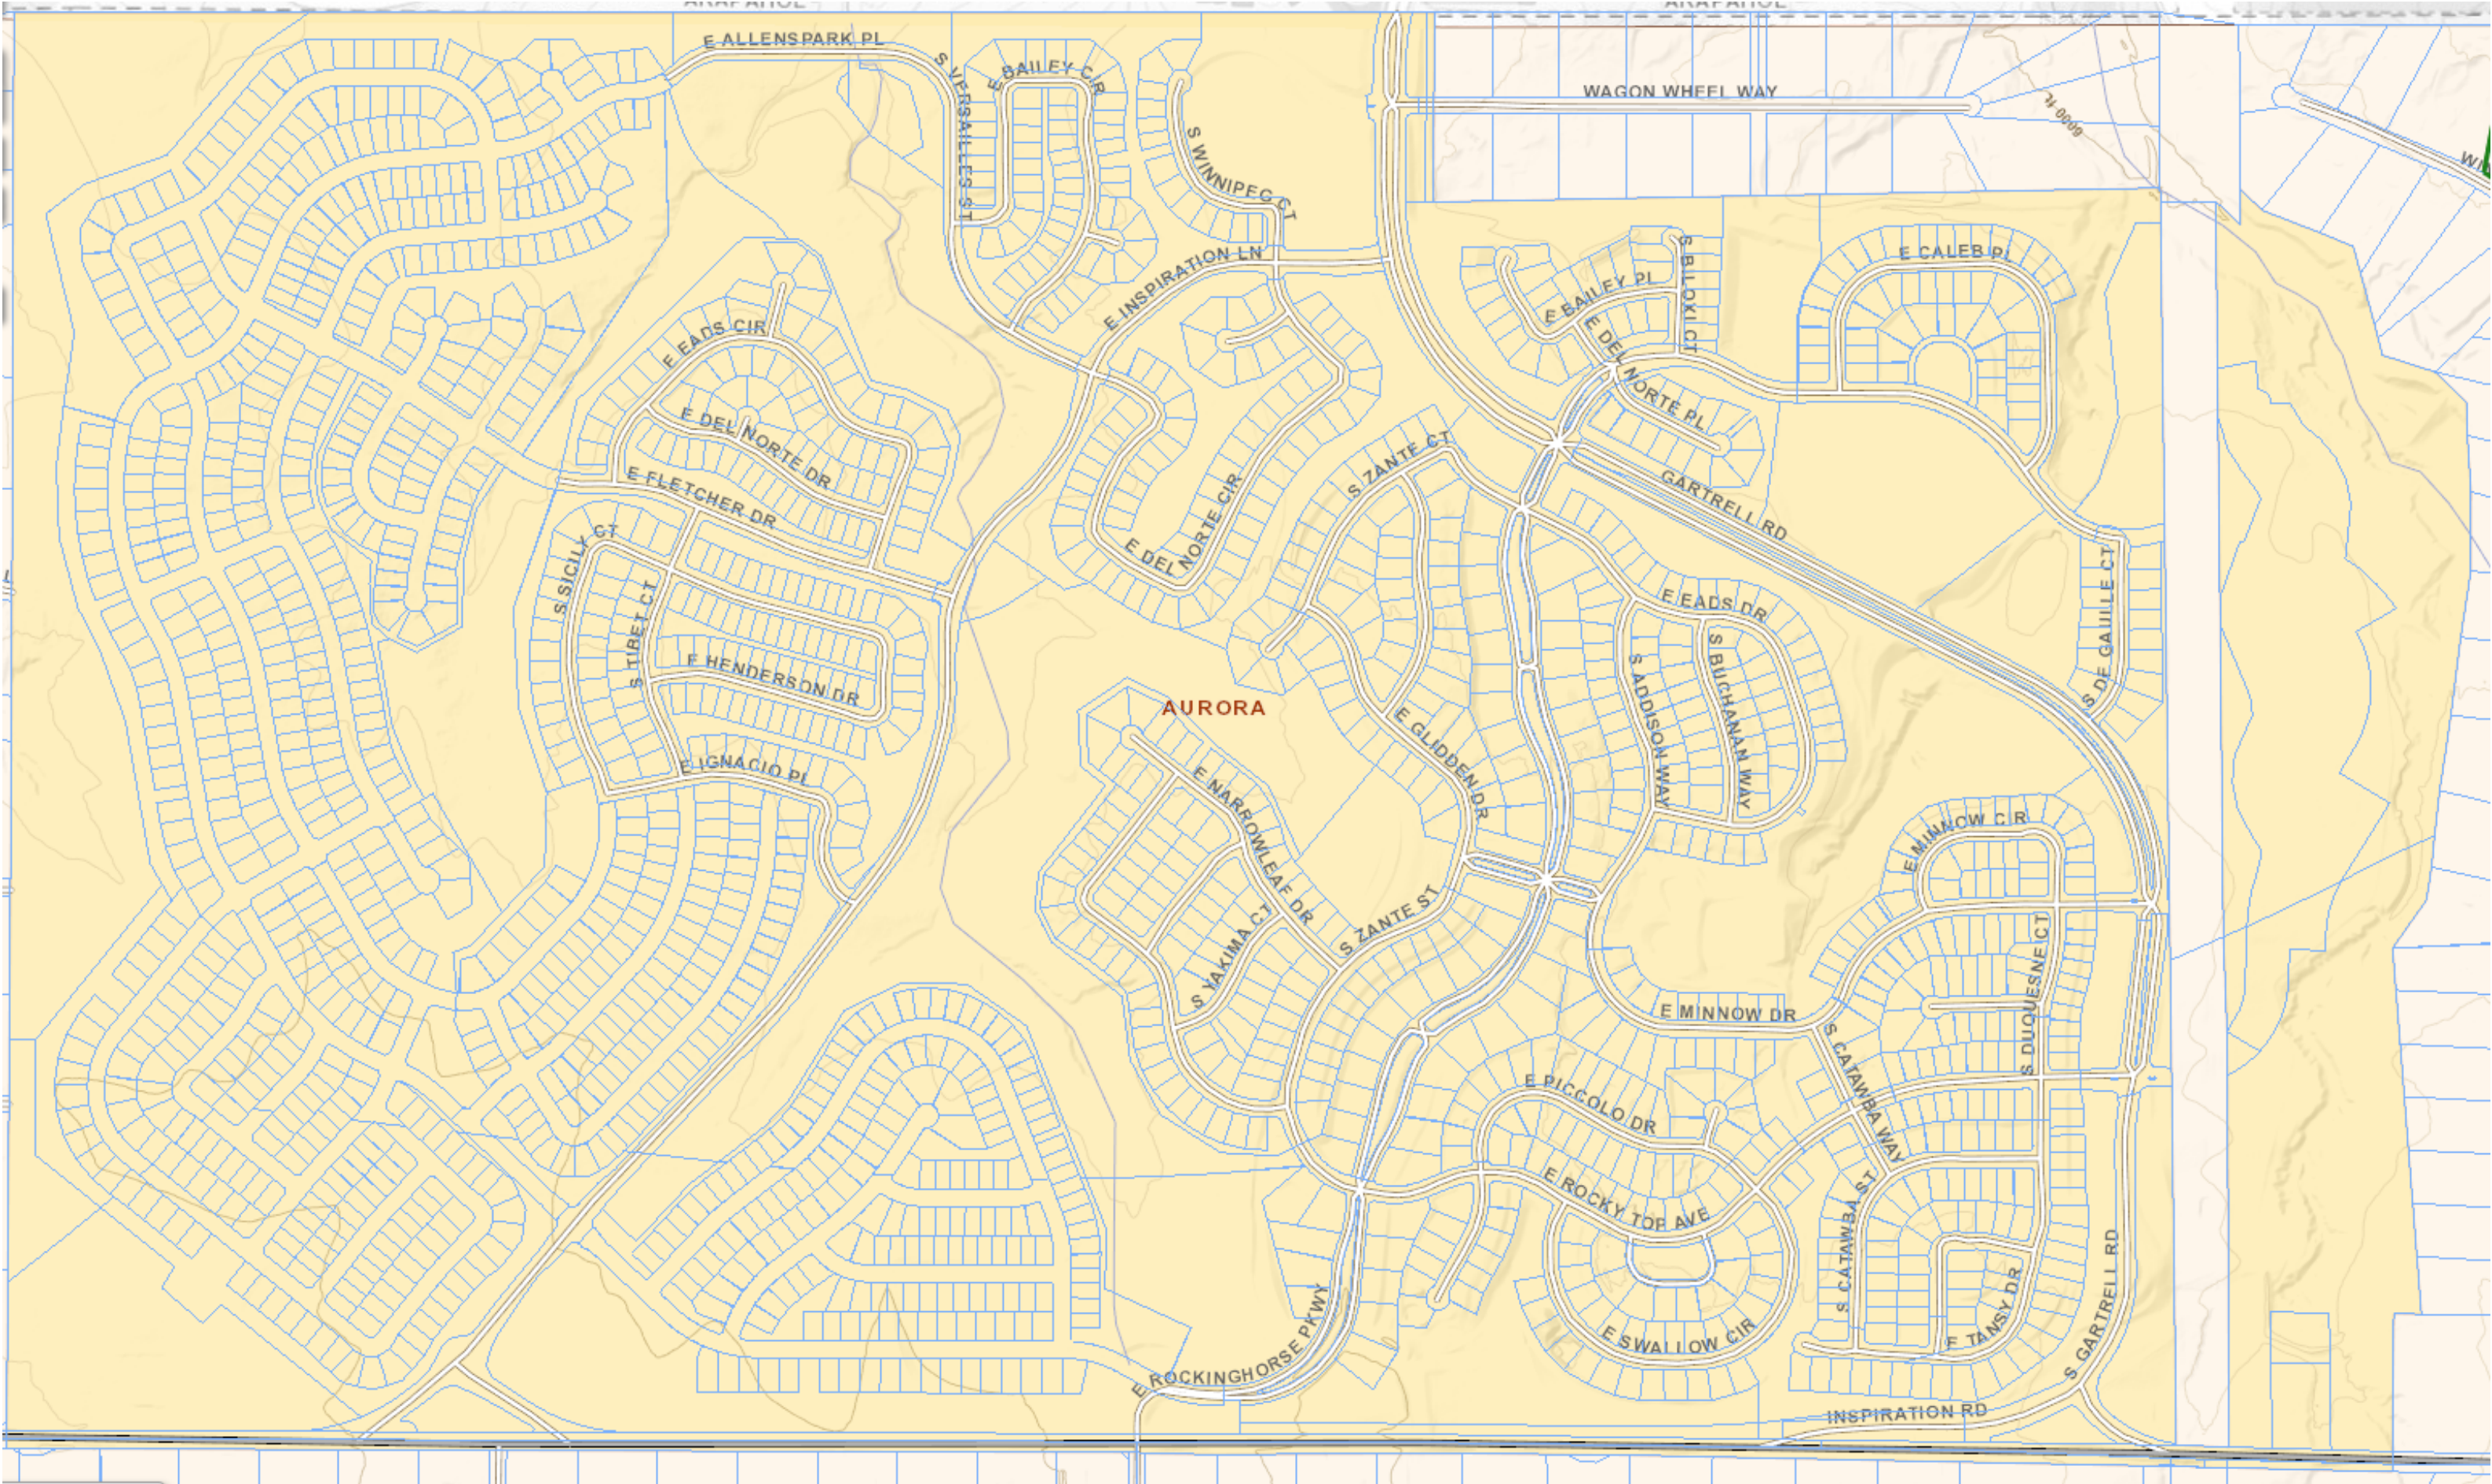 ARAPAHOE
ARAPAHOE
E ALLENSPARK PL
S VERSAILLES ST
E BAILEY CIR
WAGON WHEEL WAY
6000 ft
S WINNIPEG CT
E INSPIRATION LN
E BAILEY PL
S BILOXI CT
E CALEB PL
E EADS CIR
E DEL NORTE PL
E DEL NORTE DR
E FLETCHER DR
S ZANTE CT
GARTRELL RD
E DEL NORTE CIR
S SICILY CT
S TIBET CT
E EADS DR
S DE GAULLE CT
E HENDERSON DR
S ADDISON WAY
S BUCHANAN WAY
AURORA
E GLIDDEN DR
E IGNACIO PL
E NARROWLEAF DR
E MINNOW CIR
S ZANTE ST
S YAKIMA CT
S DUQUESNE CT
E MINNOW DR
S CATAWBA WAY
E PICCOLO DR
E ROCKY TOP AVE
S CATAWBA ST
E SWALLOW CIR
E TANSY DR
S GARTRELL RD
E ROCKINGHORSE PKWY
INSPIRATION RD